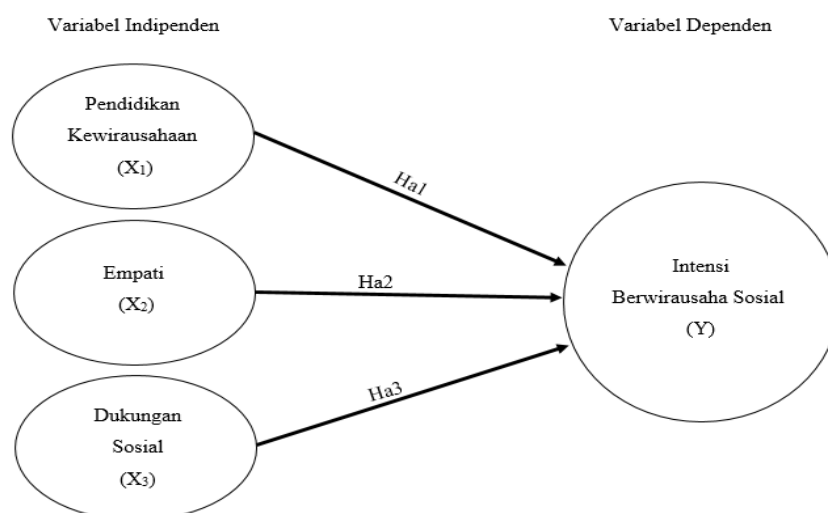 Variabel Indipenden
Variabel Dependen
Pendidikan
Kewirausahaan
(X₁)
Ha1
Empati
(X₂)
Ha2
Intensi
Berwirausaha Sosial
(Y)
Dukungan
Sosial
(X₃)
Ha3